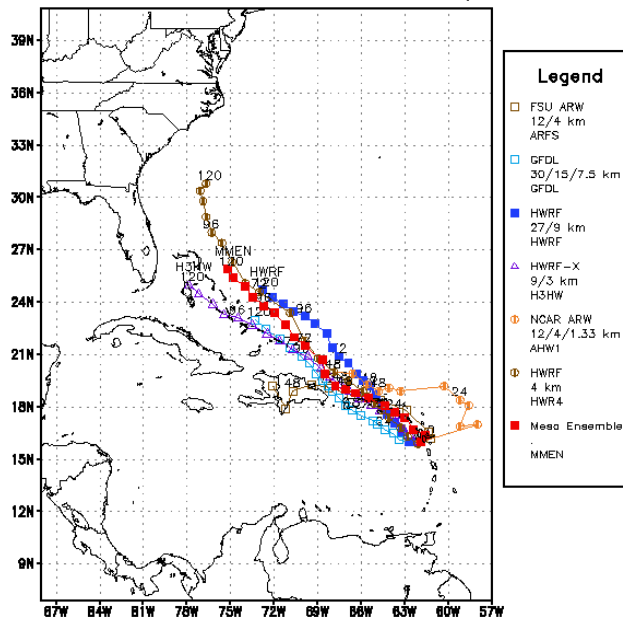 39N
36N
33N
30N
27N
24N
21N
18N
15N
12N
9N
87W 84W 81W 78W 75W 72W 69W 66W 63W 60W 57W
120
96
MMEN
120
H3HW
120
HWRF
120
96
96
120
48
24
Legend
FSU ARW
12/4 km
ARFS
GFDL
30/15/7.5 km
GFDL
HWRF
27/9 km
HWRF
HWRF-X
9/3 km
H3HW
NCAR ARW
12/4/1.33 km
AHW1
HWRF
4 km
HWR4
Meso Ensemble
.
MMEN